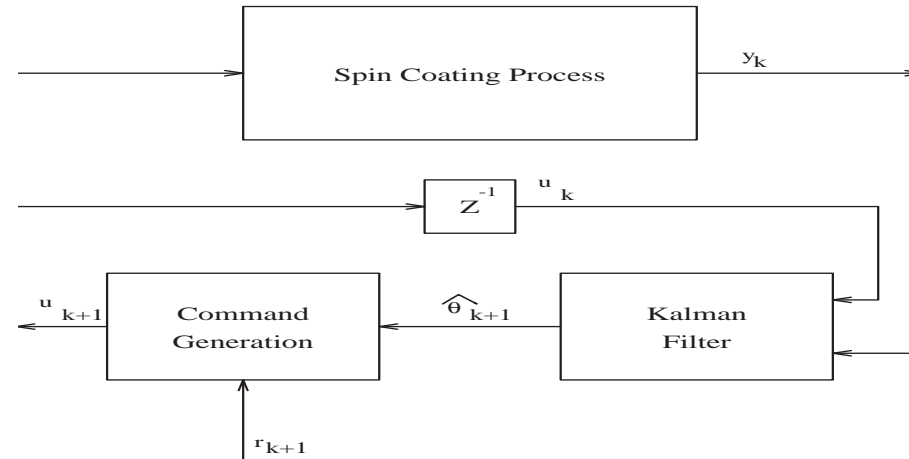 Spin Coating Process
y_k
Z^-1
u_k
u_k+1
Command
Generation
θ̂_k+1
Kalman
Filter
r_k+1